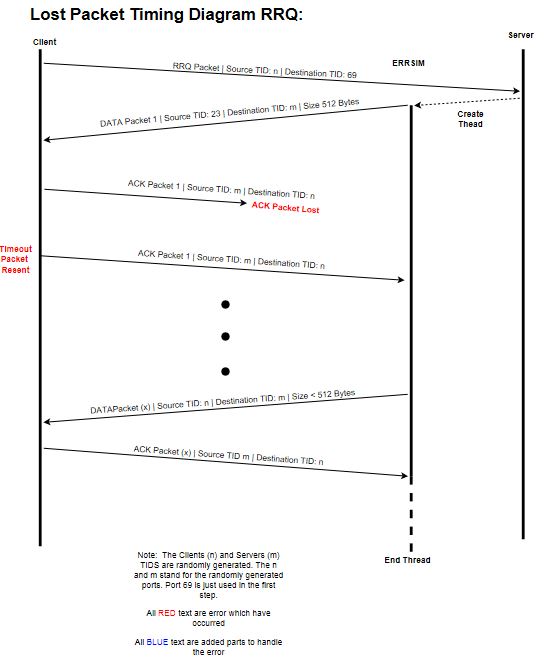 Lost Packet Timing Diagram RRQ:
Client
Server
RRQ Packet | Source TID: n | Destination TID: 69
ERRSIM
DATA Packet 1 | Source TID: 23 | Destination TID: m | Size 512 Bytes
Create
Thead
ACK Packet 1 | Source TID: m | Destination TID: n
ACK Packet Lost
Timeout
Packet
Resent
ACK Packet 1 | Source TID: m | Destination TID: n
DATAPacket (x) | Source TID: n | Destination TID: m | Size < 512 Bytes
ACK Packet (x) | Source TID m | Destination TID: n
End Thread
Note: The Clients (n) and Servers (m)
TIDS are randomly generated. The n
and m stand for the randomly generated
ports. Port 69 is just used in the first
step.
All RED text are error which have
occurred
All BLUE text are added parts to handle
the error